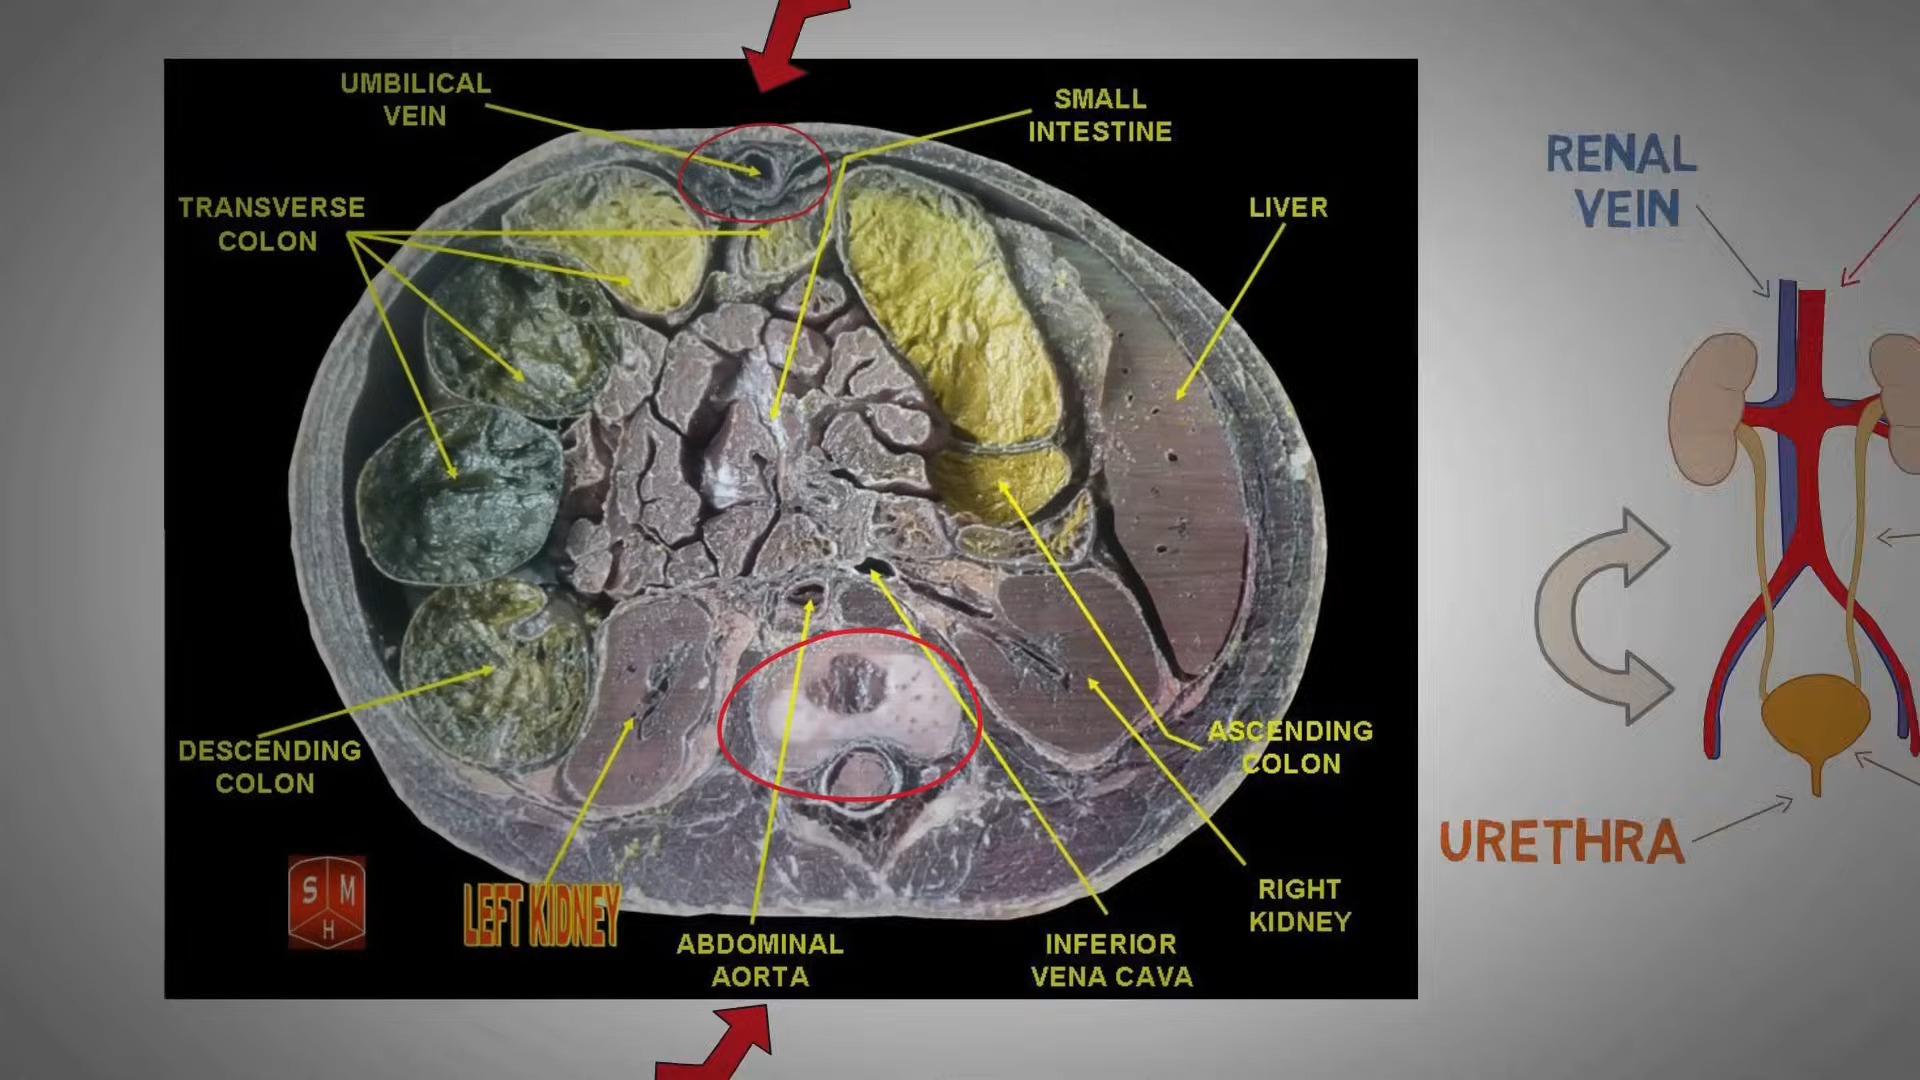 UMBILICAL
VEIN
SMALL
INTESTINE
TRANSVERSE
COLON
LIVER
RENAL
VEIN
DESCENDING
COLON
ASCENDING
COLON
URETHRA
S M
H
LEFT KIDNEY
RIGHT
KIDNEY
ABDOMINAL
AORTA
INFERIOR
VENA CAVA